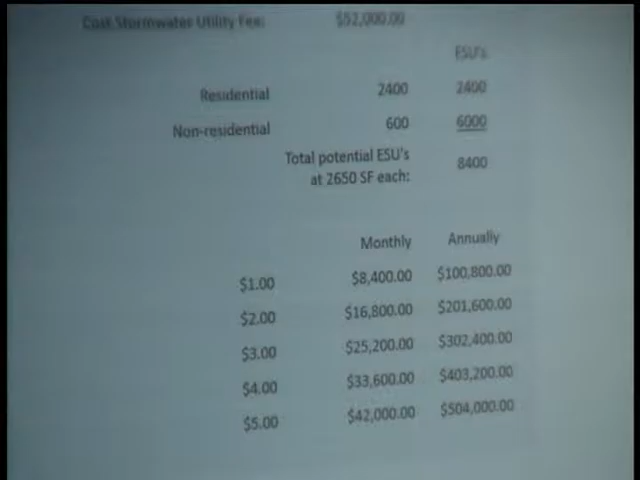 Cost Stormwater Utility Fee: $52,000.00
ESU's
Residential 2400 2400
Non-residential 600 6000
Total potential ESU's
at 2650 SF each: 8400
Monthly Annually
$1.00 $8,400.00 $100,800.00
$2.00 $16,800.00 $201,600.00
$3.00 $25,200.00 $302,400.00
$4.00 $33,600.00 $403,200.00
$5.00 $42,000.00 $504,000.00